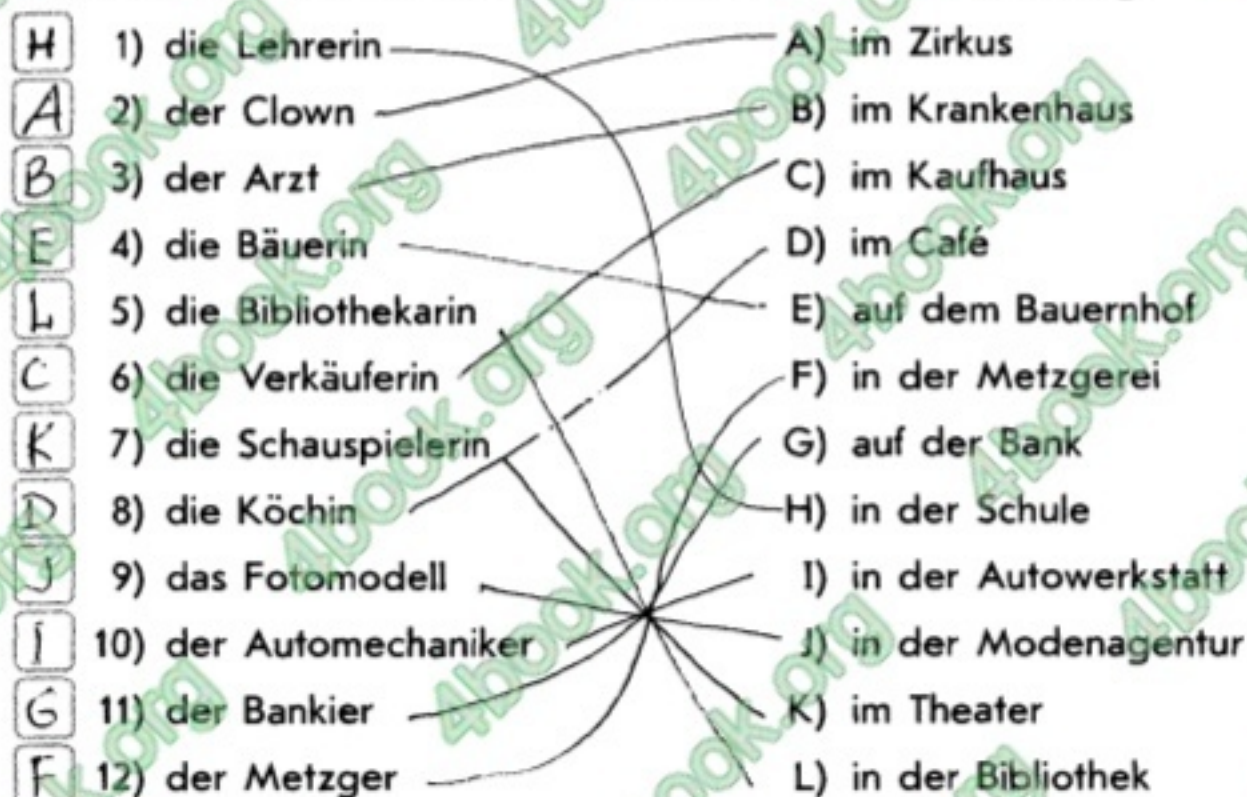 H 1) die Lehrerin A) im Zirkus
A 2) der Clown B) im Krankenhaus
B 3) der Arzt C) im Kaufhaus
E 4) die Bäuerin D) im Café
L 5) die Bibliothekarin E) auf dem Bauernhof
C 6) die Verkäuferin F) in der Metzgerei
K 7) die Schauspielerin G) auf der Bank
D 8) die Köchin H) in der Schule
J 9) das Fotomodell I) in der Autowerkstatt
I 10) der Automechaniker J) in der Modenagentur
G 11) der Bankier K) im Theater
F 12) der Metzger L) in der Bibliothek
4book.org